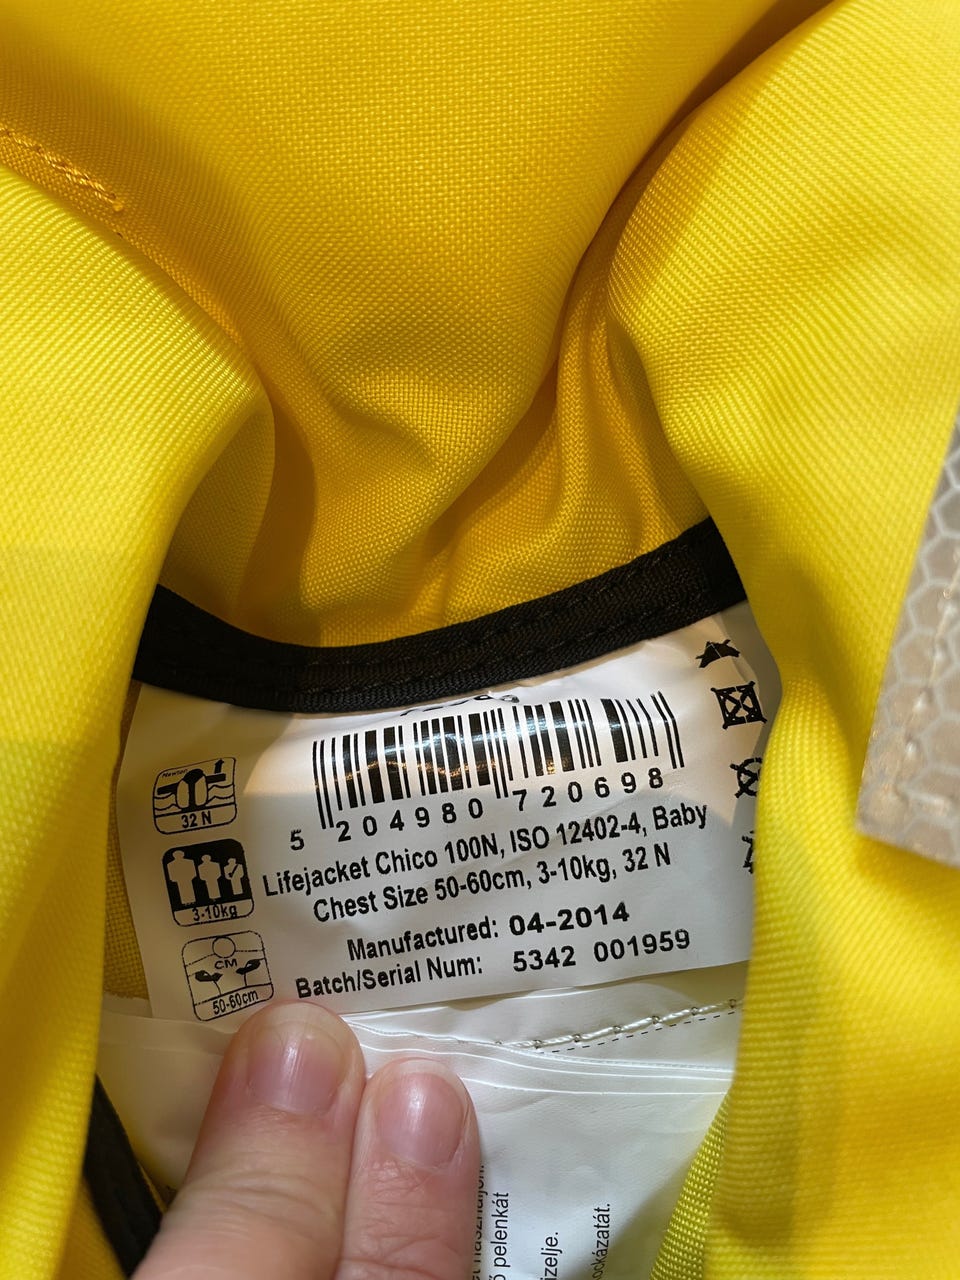 5 204980 720698
Lifejacket Chico 100N, ISO 12402-4, Baby
Chest Size 50-60cm, 3-10kg, 32 N
Manufactured: 04-2014
Batch/Serial Num: 5342 001959
Newton
32 N
3-10kg
CM
50-60cm
pelenkát